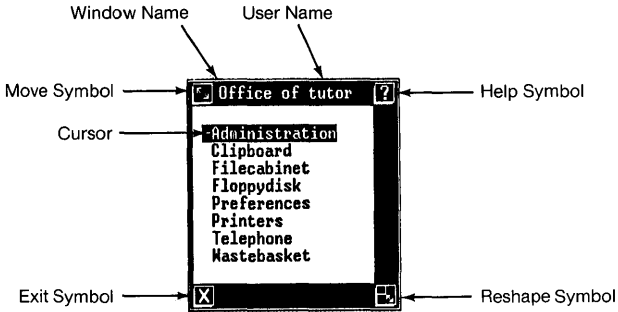 Window Name User Name
Move Symbol Office of tutor ? Help Symbol
Cursor -Administration
Clipboard
Filecabinet
Floppydisk
Preferences
Printers
Telephone
Wastebasket
Exit Symbol X Reshape Symbol